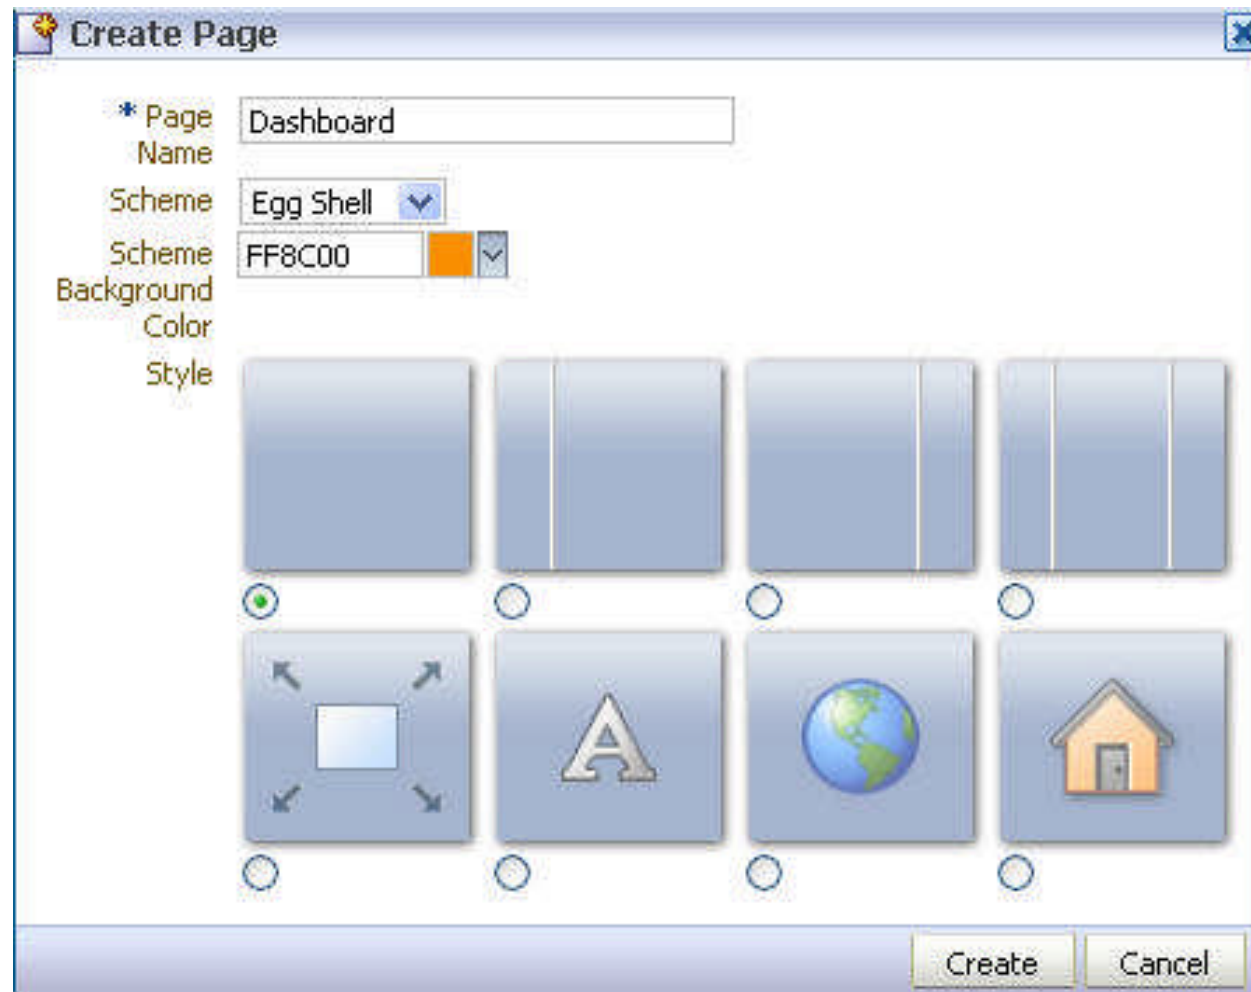 Create Page
* Page Name
Dashboard
Scheme
Egg Shell
Scheme Background Color
FF8C00
Style
A
Create
Cancel